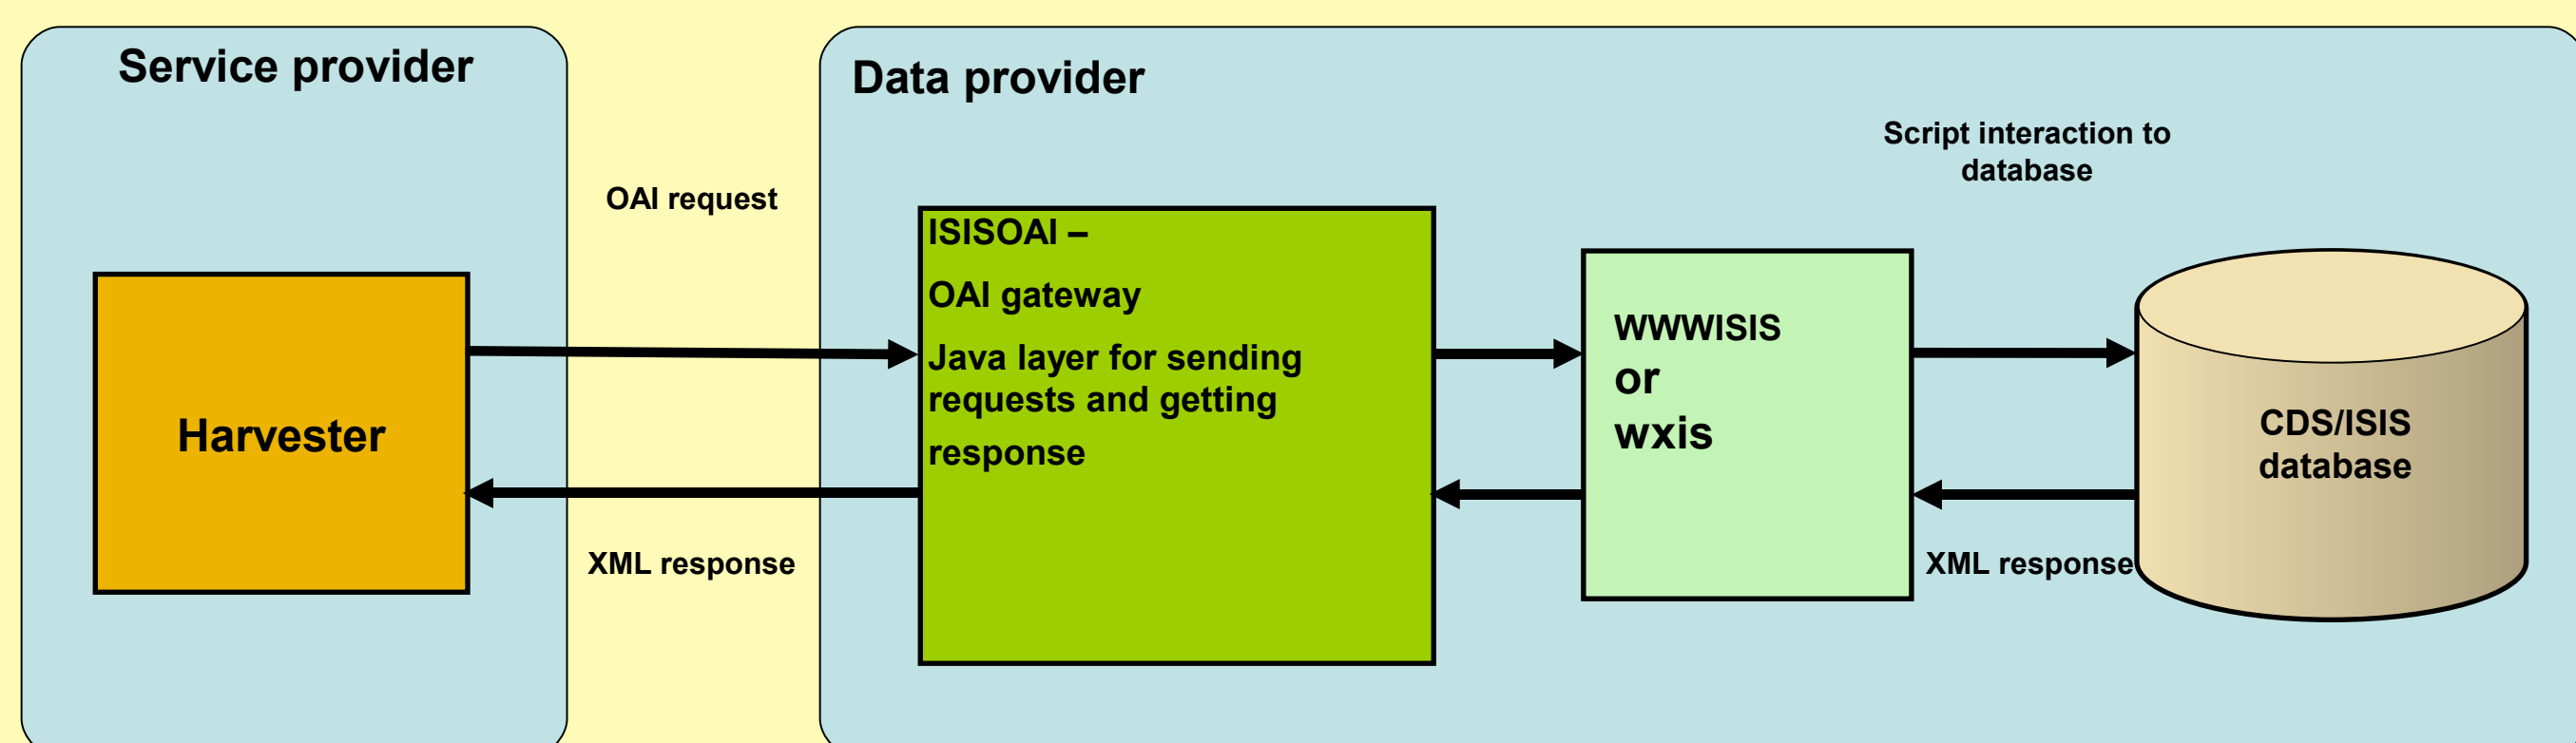 Service provider
Data provider
Script interaction to
database
OAI request
ISISOAI –
OAI gateway
Java layer for sending
requests and getting
response
WWWISIS
or
wxis
Harvester
CDS/ISIS
database
XML response
XML response